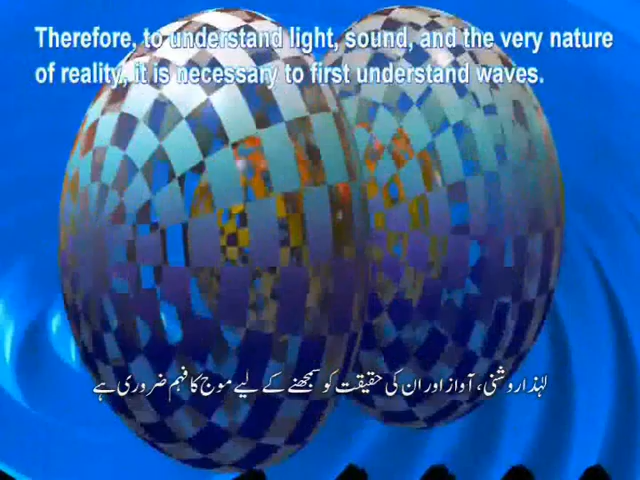 Therefore, to understand light, sound, and the very nature
of reality, it is necessary to first understand waves.
لہٰذا روشنی، آواز اور ان کی حقیقت کو سمجھنے کے لیے موج کا فہم ضروری ہے